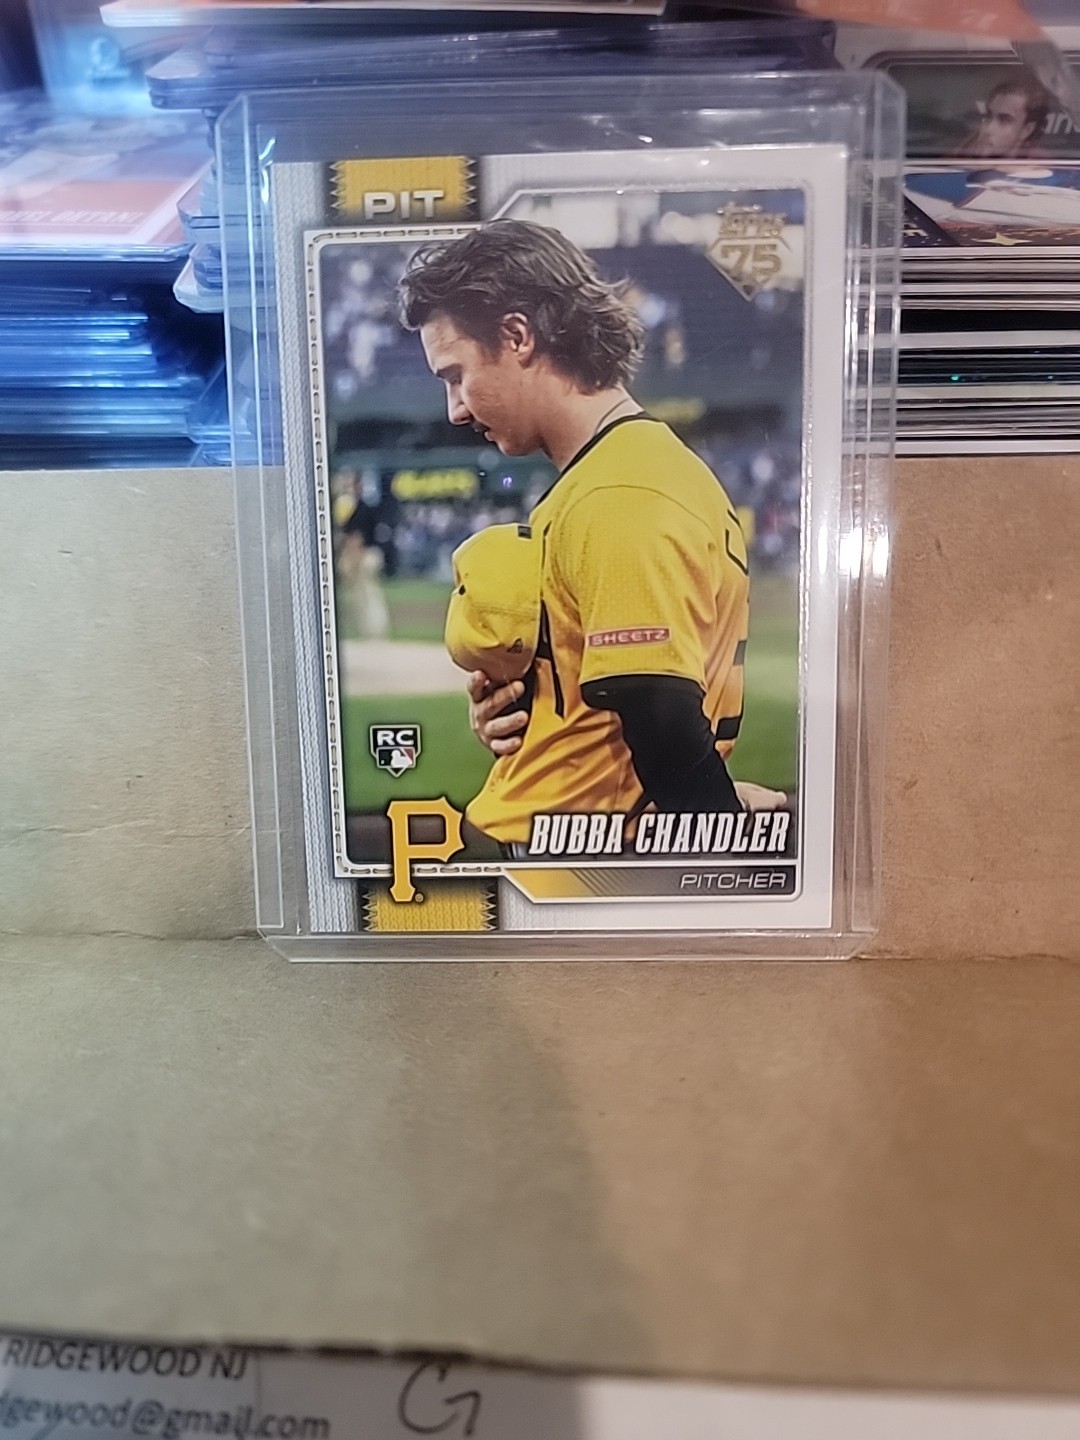 PIT
Topps
75
SHEETZ
RC
P
BUBBA CHANDLER
PITCHER
RIDGEWOOD NJ
dgewood@gmail.com
G